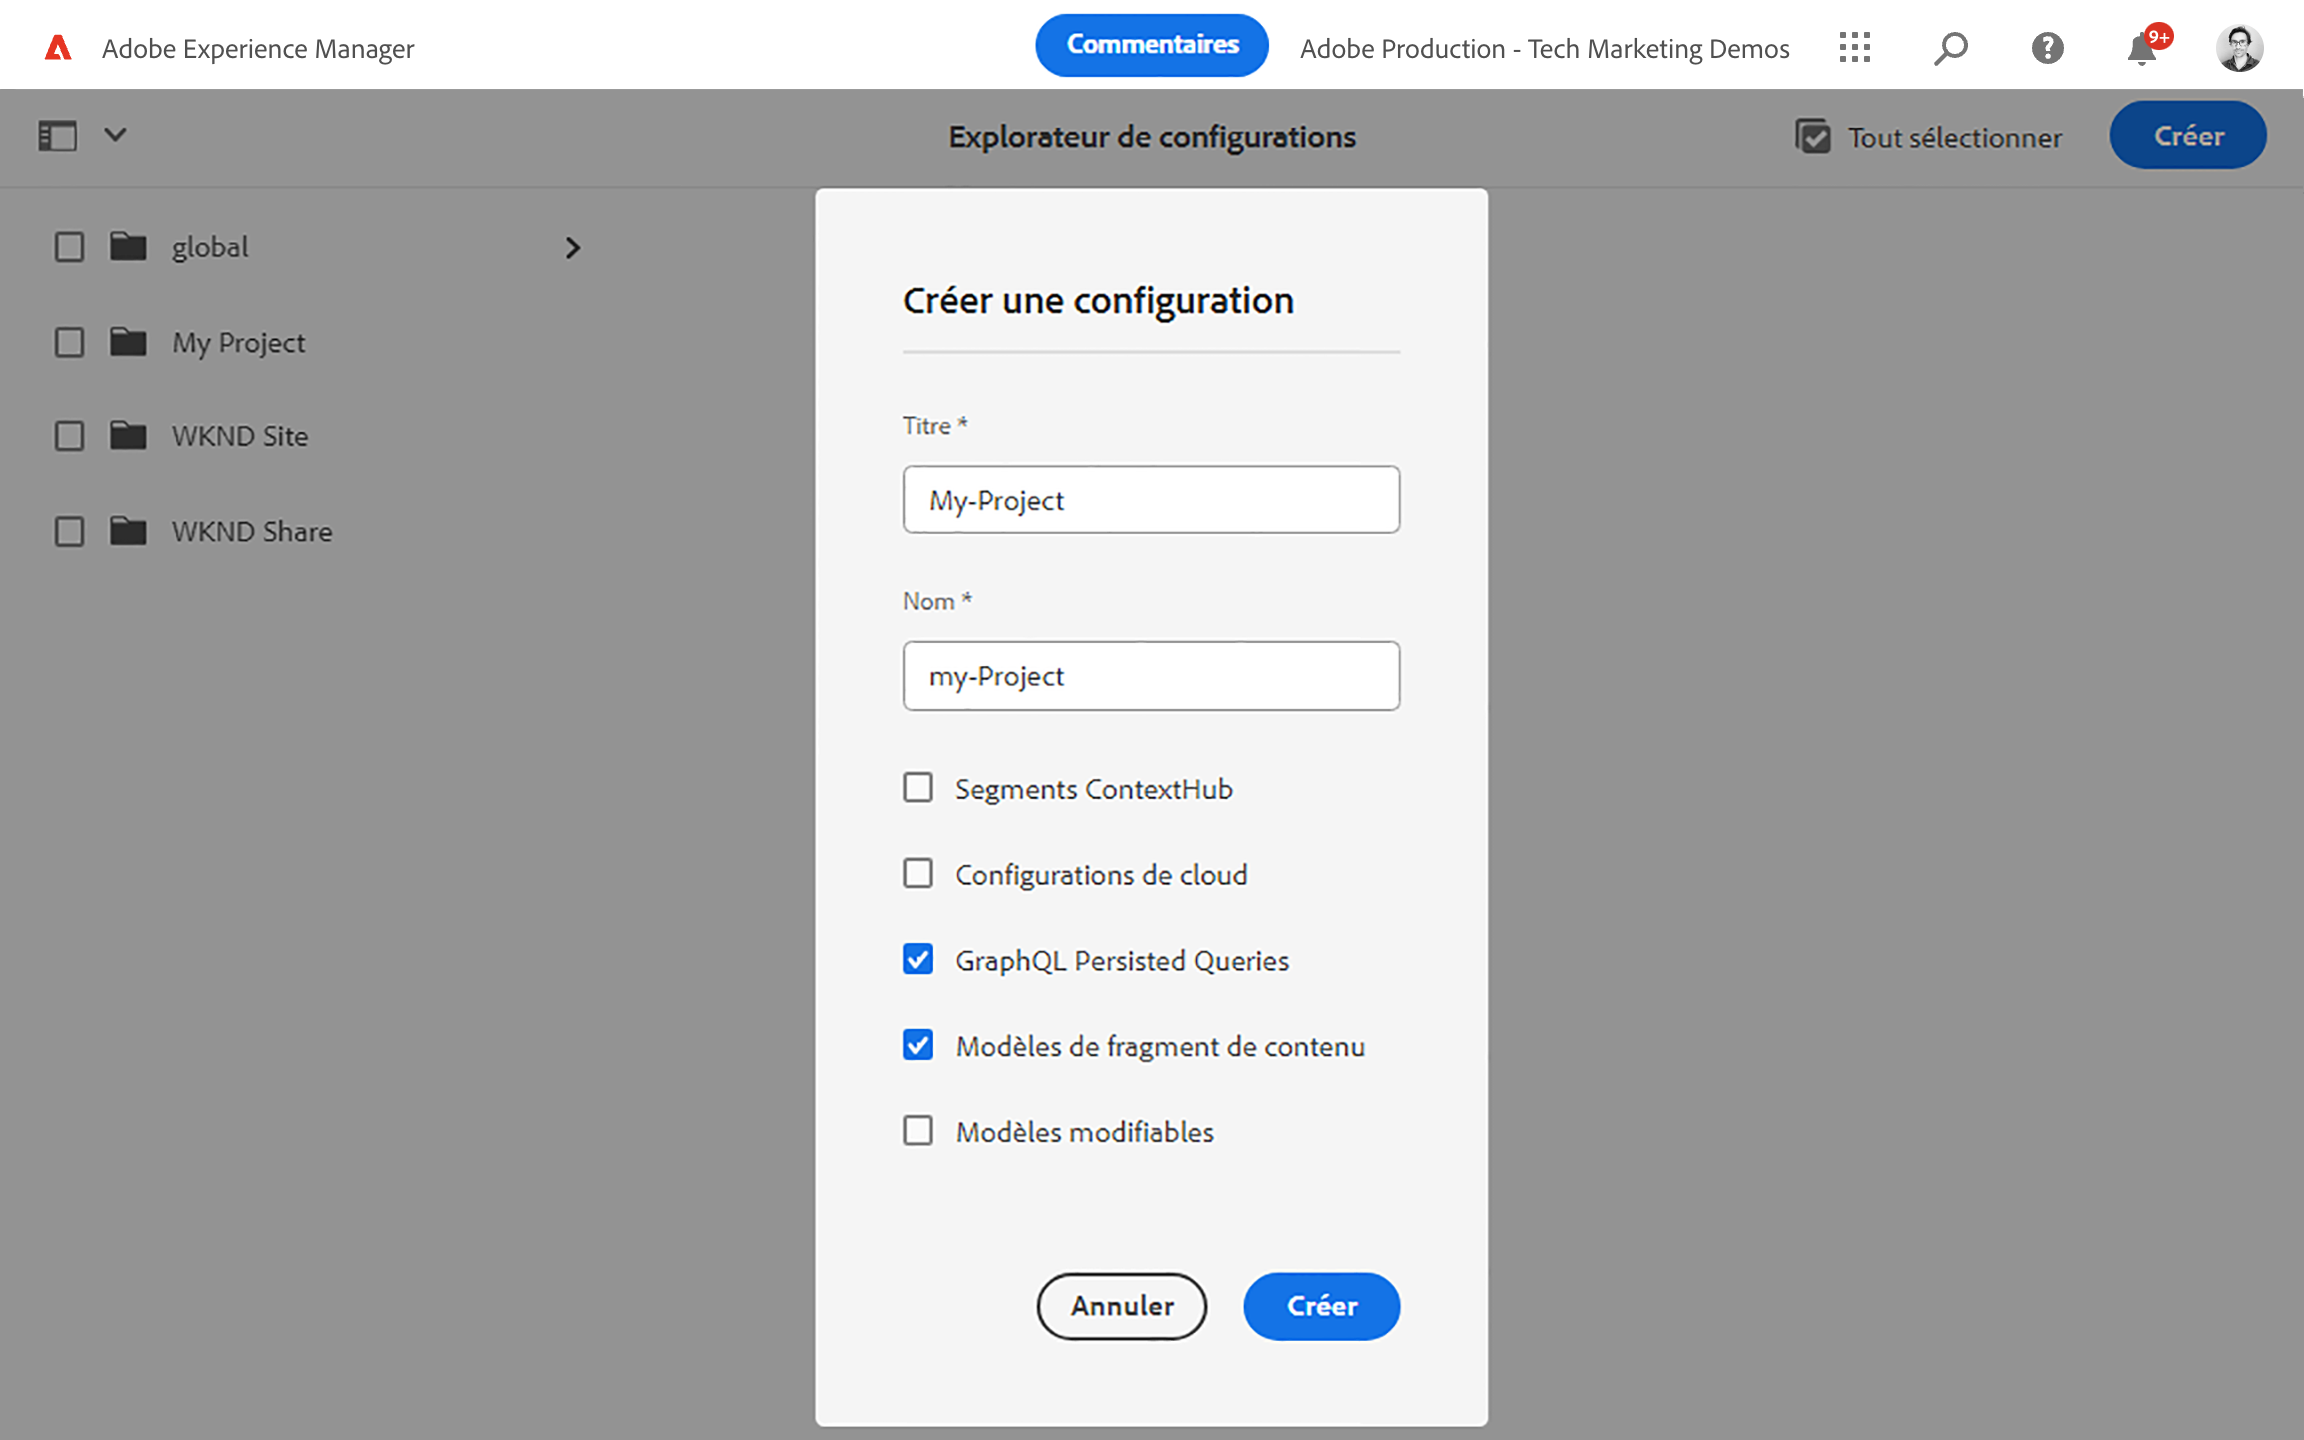 Adobe Experience Manager
Commentaires
Adobe Production - Tech Marketing Demos
9+
Explorateur de configurations
Tout sélectionner
Créer
global
My Project
WKND Site
WKND Share
Créer une configuration
Titre *
My-Project
Nom *
my-Project
Segments ContextHub
Configurations de cloud
GraphQL Persisted Queries
Modèles de fragment de contenu
Modèles modifiables
Annuler
Créer